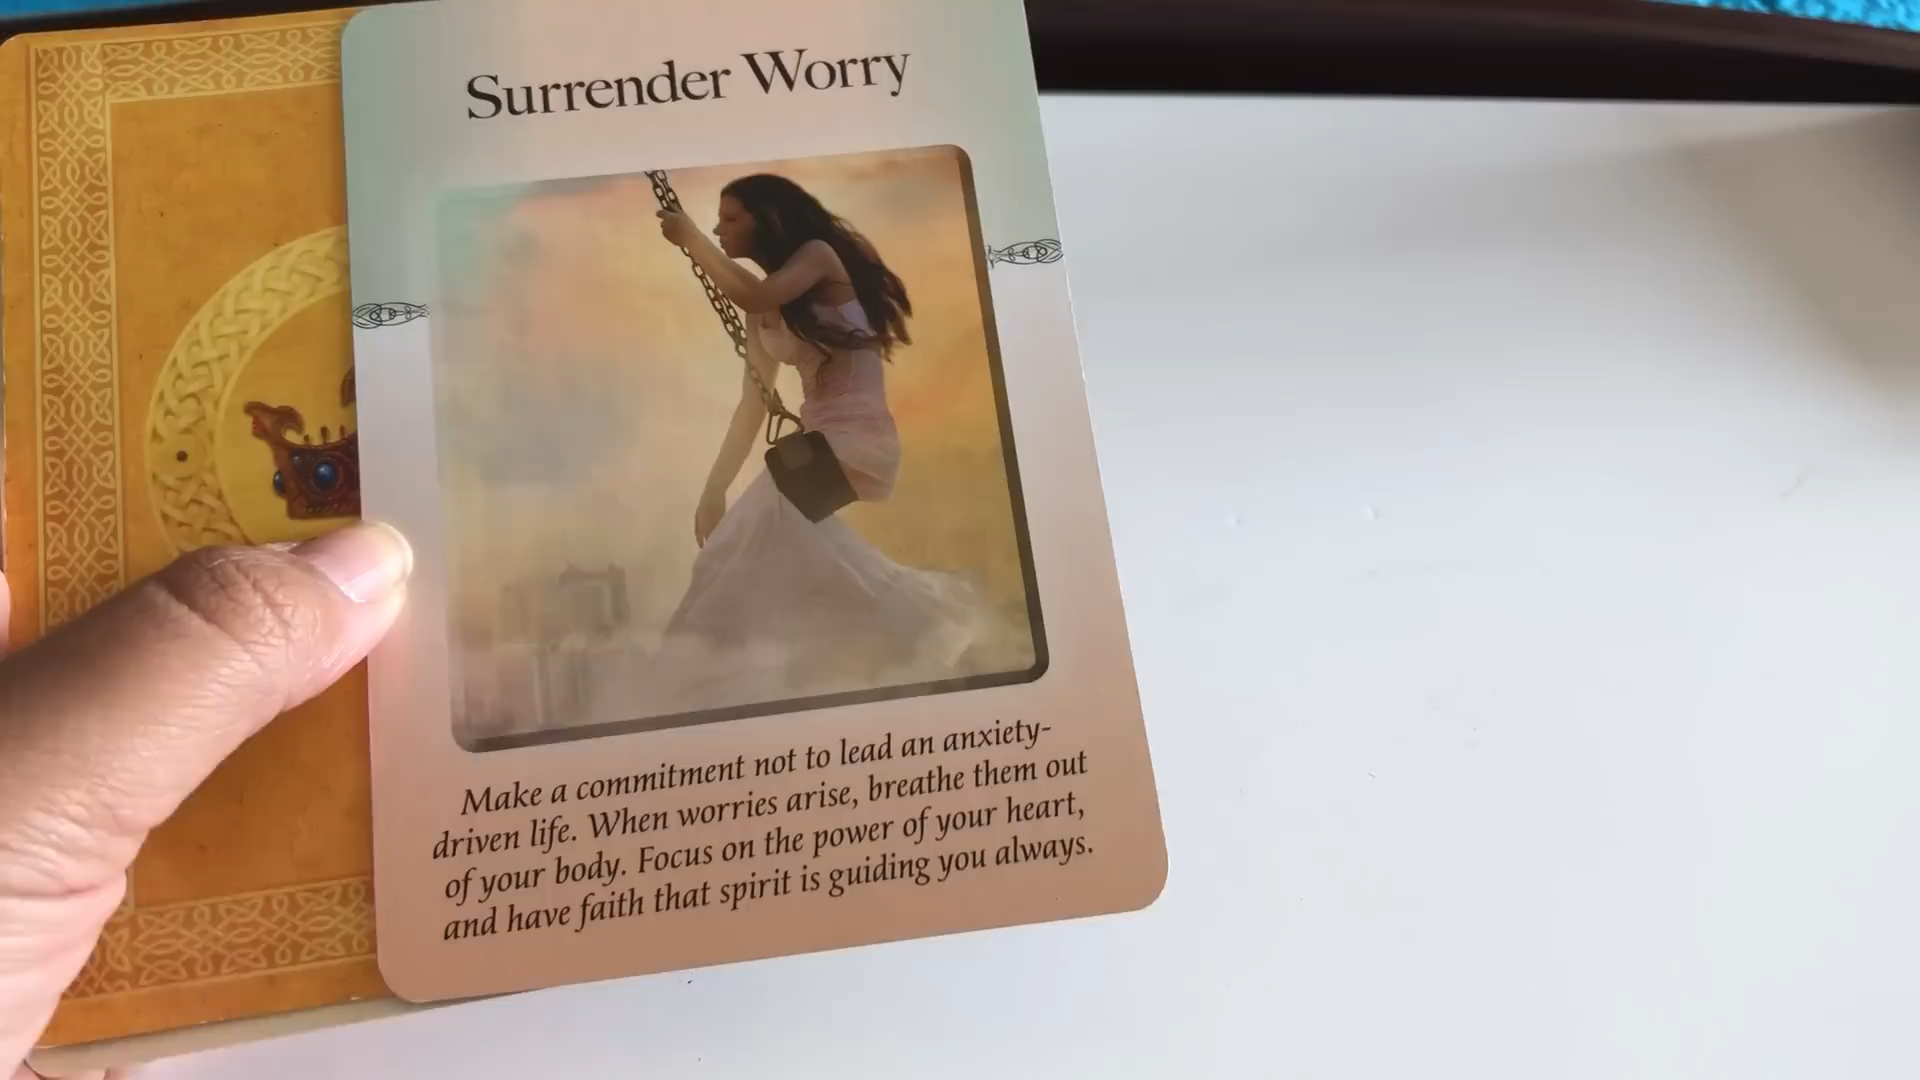 Surrender Worry
Make a commitment not to lead an anxiety-
driven life. When worries arise, breathe them out
of your body. Focus on the power of your heart,
and have faith that spirit is guiding you always.